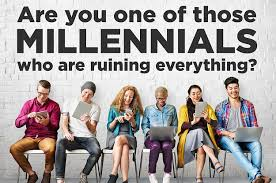 Are you one of those
MILLENNIALS
who are ruining everything?